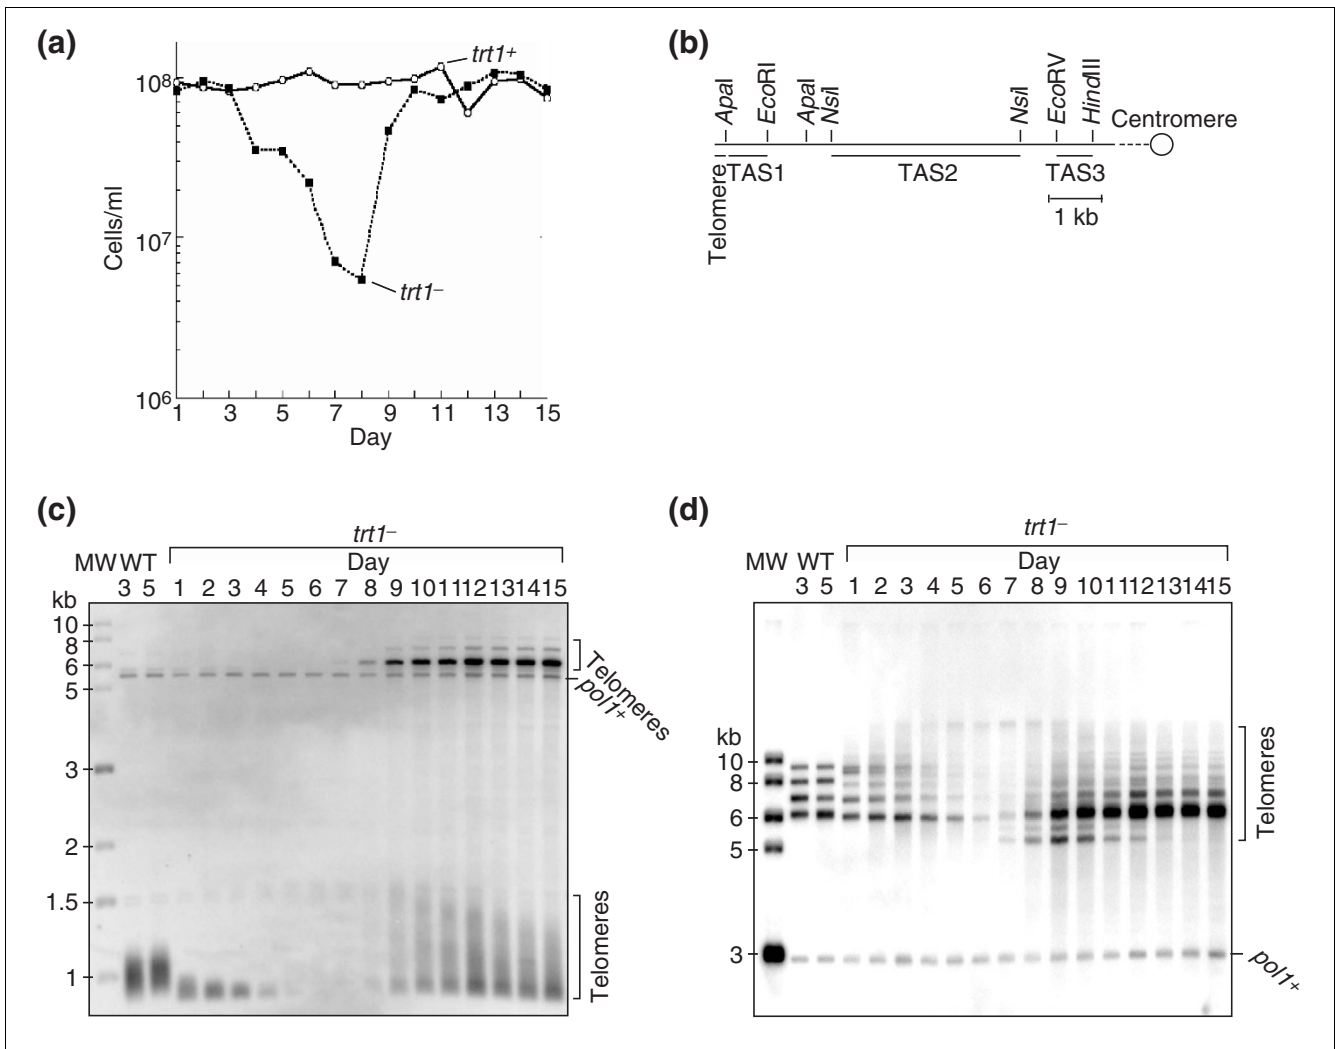 (a)
trt1+
10⁸
10⁷
10⁶
Cells/ml
trt1–
1 3 5 7 9 11 13 15
Day
(b)
ApaI EcoRI ApaI NsiI NsiI EcoRV HindIII
Centromere
Telomere TAS1 TAS2 TAS3
1 kb
(c)
trt1–
MW WT Day
3 5 1 2 3 4 5 6 7 8 9 10 11 12 13 14 15
kb
10
8
6
5
3
2
1.5
1
Telomeres
pol1+
Telomeres
(d)
trt1–
MW WT Day
3 5 1 2 3 4 5 6 7 8 9 10 11 12 13 14 15
kb
10
8
6
5
3
Telomeres
pol1+